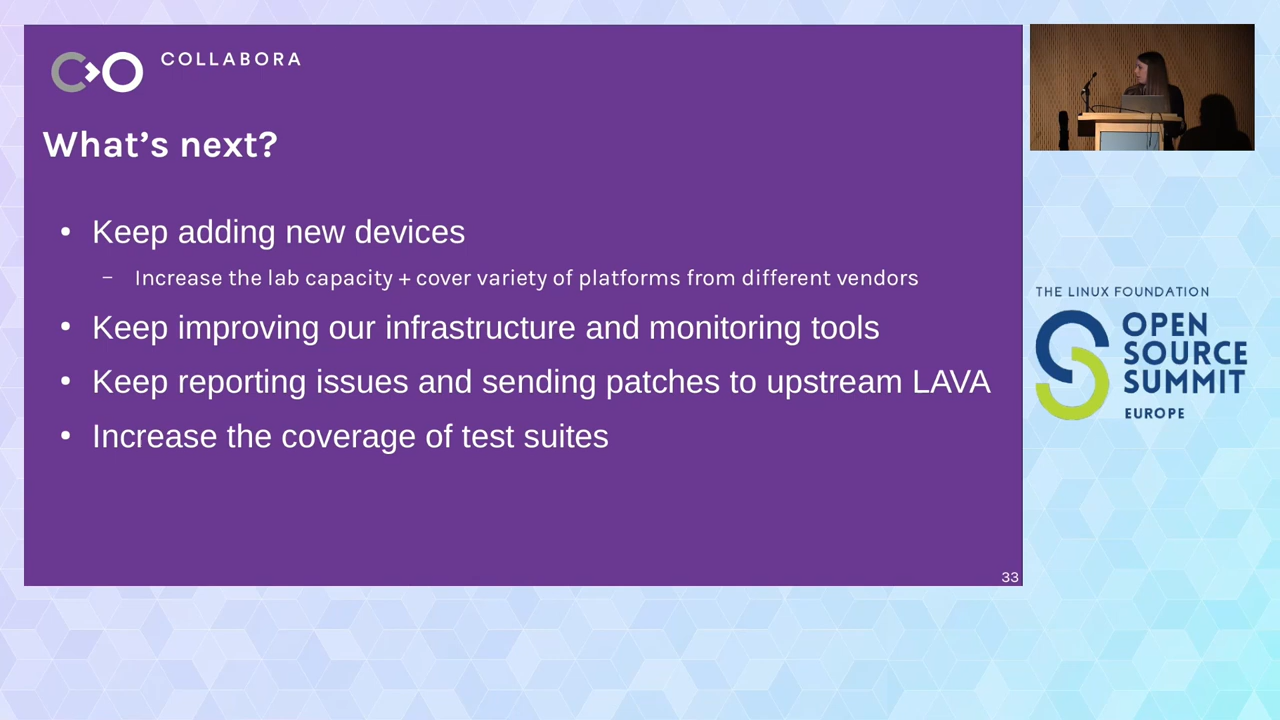 COLLABORA
What's next?
• Keep adding new devices
– Increase the lab capacity + cover variety of platforms from different vendors
• Keep improving our infrastructure and monitoring tools
• Keep reporting issues and sending patches to upstream LAVA
• Increase the coverage of test suites
33
THE LINUX FOUNDATION
OPEN
SOURCE
SUMMIT
EUROPE